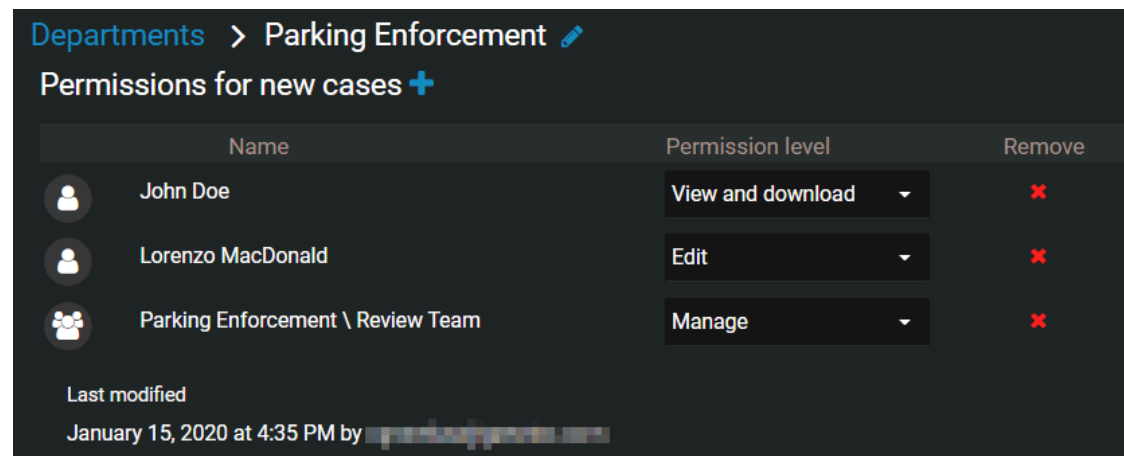 Departments > Parking Enforcement
Permissions for new cases
Name Permission level Remove
John Doe View and download
Lorenzo MacDonald Edit
Parking Enforcement \ Review Team Manage
Last modified
January 15, 2020 at 4:35 PM by